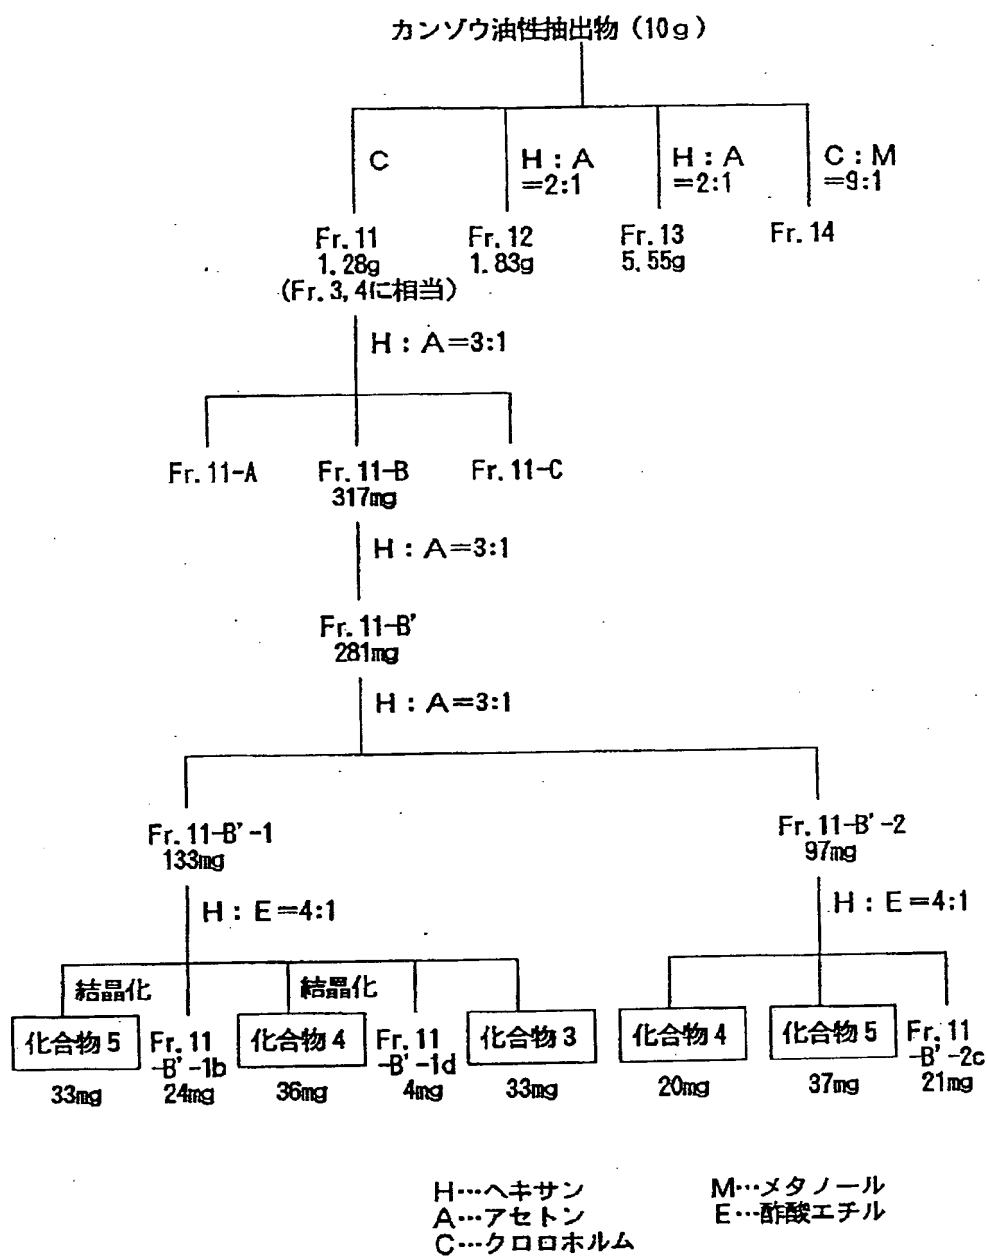 カンゾウ油性抽出物（10g）
C
H：A
=2:1
H：A
=2:1
C：M
=9:1
Fr.11
1.28g
(Fr.3,4に相当)
Fr.12
1.83g
Fr.13
5.55g
Fr.14
H：A=3:1
Fr.11-A
Fr.11-B
317mg
Fr.11-C
H：A=3:1
Fr.11-B'
281mg
H：A=3:1
Fr.11-B'-1
133mg
Fr.11-B'-2
97mg
H：E=4:1
H：E=4:1
結晶化
結晶化
化合物5
33mg
Fr.11
-B'-1b
24mg
化合物4
36mg
Fr.11
-B'-1d
4mg
化合物3
33mg
化合物4
20mg
化合物5
37mg
Fr.11
-B'-2c
21mg
H…ヘキサン
A…アセトン
C…クロロホルム
M…メタノール
E…酢酸エチル